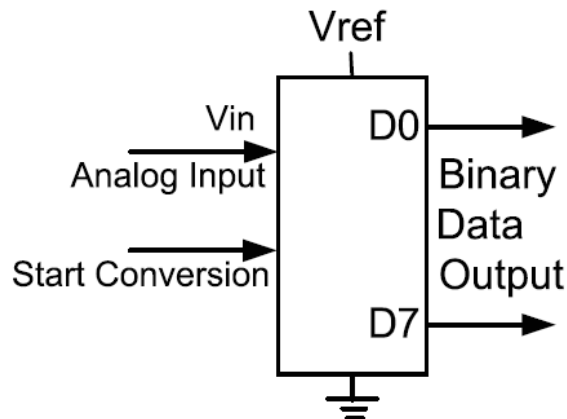 Vref
Vin
Analog Input
Start Conversion
D0
Binary
Data
Output
D7